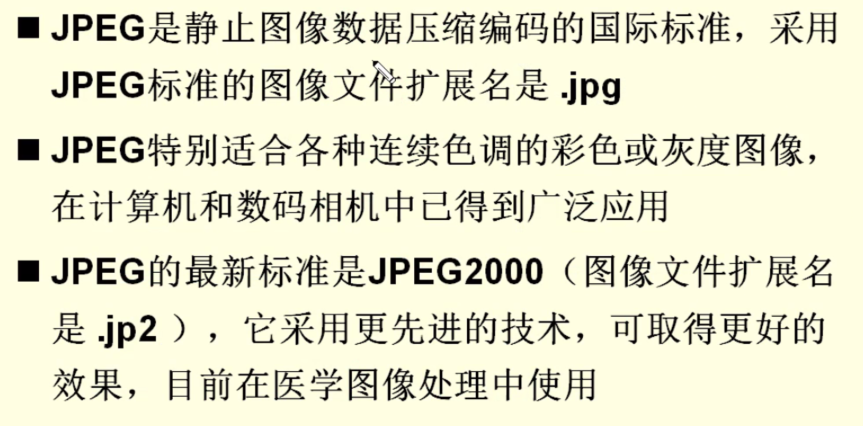 ■ JPEG是静止图像数据压缩编码的国际标准，采用
JPEG标准的图像文件扩展名是 .jpg
■ JPEG特别适合各种连续色调的彩色或灰度图像，
在计算机和数码相机中已得到广泛应用
■ JPEG的最新标准是JPEG2000（图像文件扩展名
是 .jp2 ），它采用更先进的技术，可取得更好的
效果，目前在医学图像处理中使用